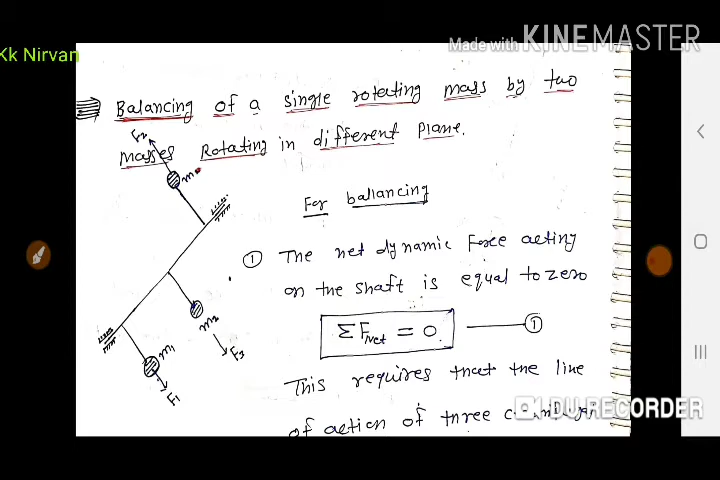 Kk Nirvan
Made with KINEMASTER
Balancing of a single rotating mass by two
Masses Rotating in different Plane.
F2
m
For ballancing
① The net dynamic Force acting
on the shaft is equal to zero
m2
F3
ΣFNet = 0 ①
m1
F1
This requires that the line
DU RECORDER
of action of three